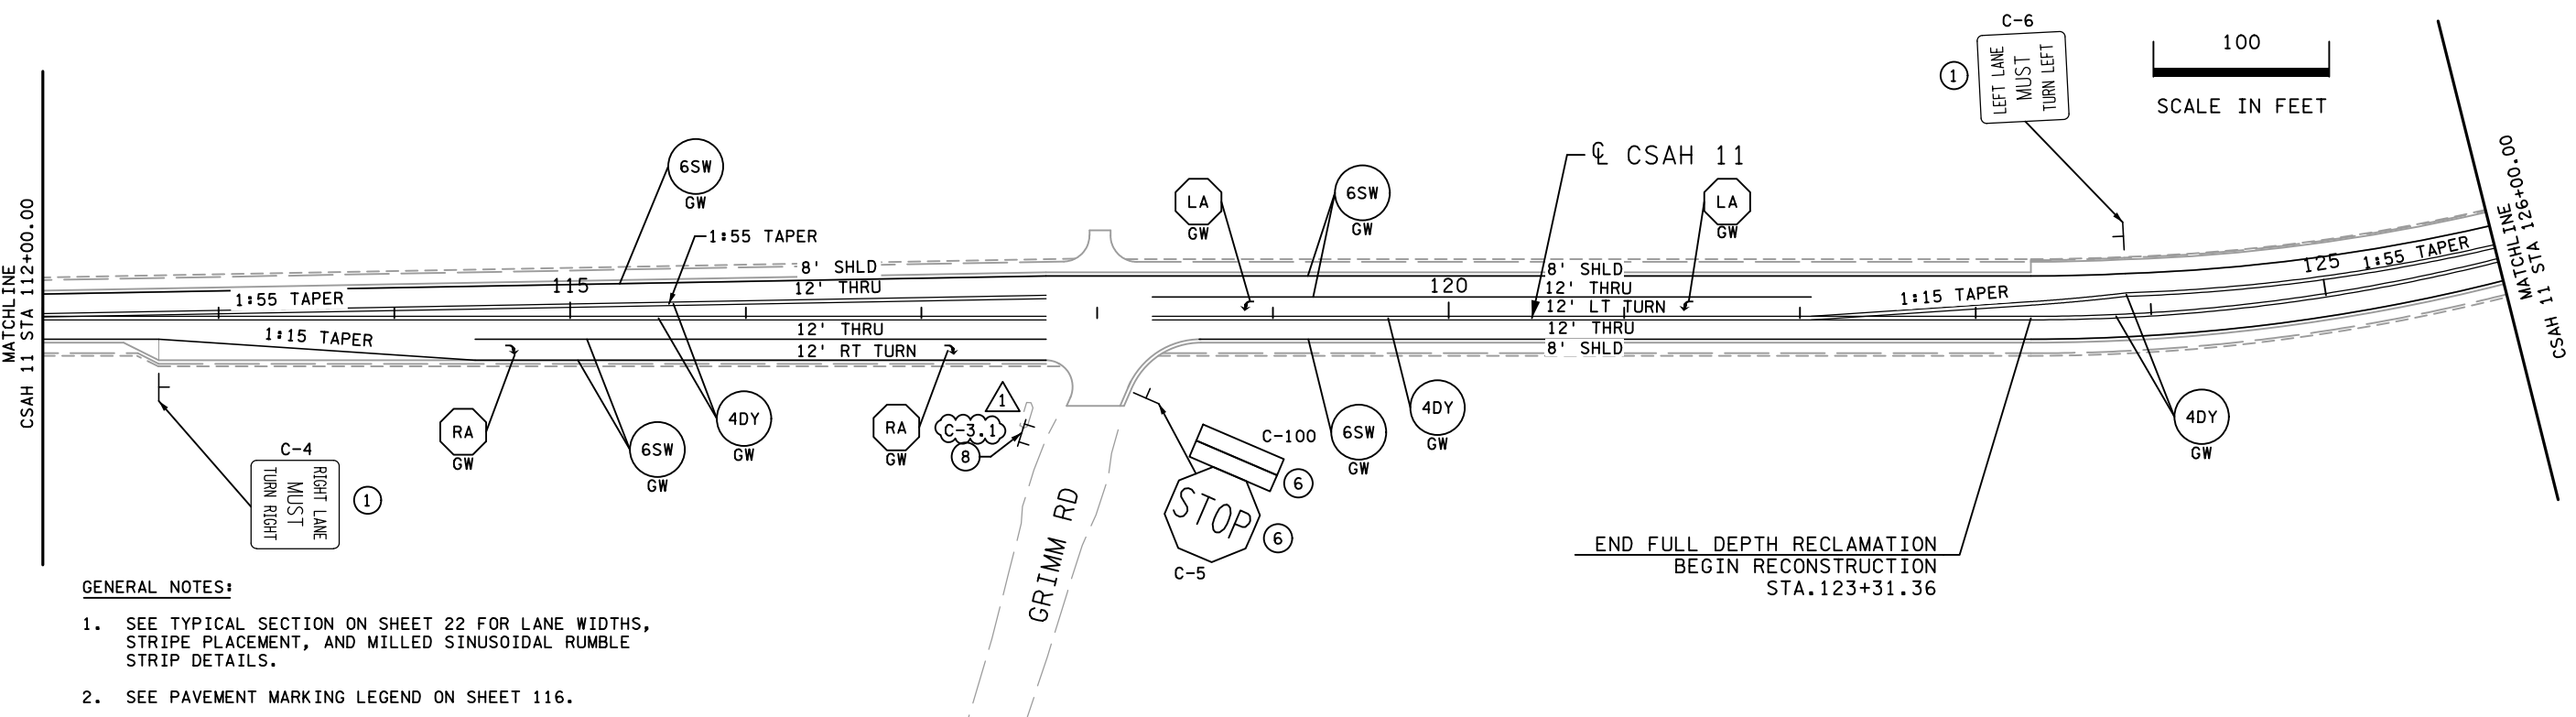 C-6
LEFT LANE
MUST
TURN LEFT
1
100
SCALE IN FEET
MATCHLINE
CSAH 11 STA 112+00.00
6SW
GW
1:55 TAPER
LA
GW
6SW
GW
℄ CSAH 11
LA
GW
MATCHLINE
CSAH 11 STA 126+00.00
8' SHLD
12' THRU
1:55 TAPER
115
8' SHLD
12' THRU
12' LT TURN
12' THRU
8' SHLD
120
1:15 TAPER
125
1:55 TAPER
1:15 TAPER
12' THRU
12' RT TURN
C-4
RIGHT LANE
MUST
TURN RIGHT
1
RA
GW
6SW
GW
4DY
GW
RA
GW
1
C-3.1
8
C-100
6
STOP
6
C-5
6SW
GW
4DY
GW
4DY
GW
GRIMM RD
END FULL DEPTH RECLAMATION
BEGIN RECONSTRUCTION
STA.123+31.36
GENERAL NOTES:
1. SEE TYPICAL SECTION ON SHEET 22 FOR LANE WIDTHS,
STRIPE PLACEMENT, AND MILLED SINUSOIDAL RUMBLE
STRIP DETAILS.
2. SEE PAVEMENT MARKING LEGEND ON SHEET 116.